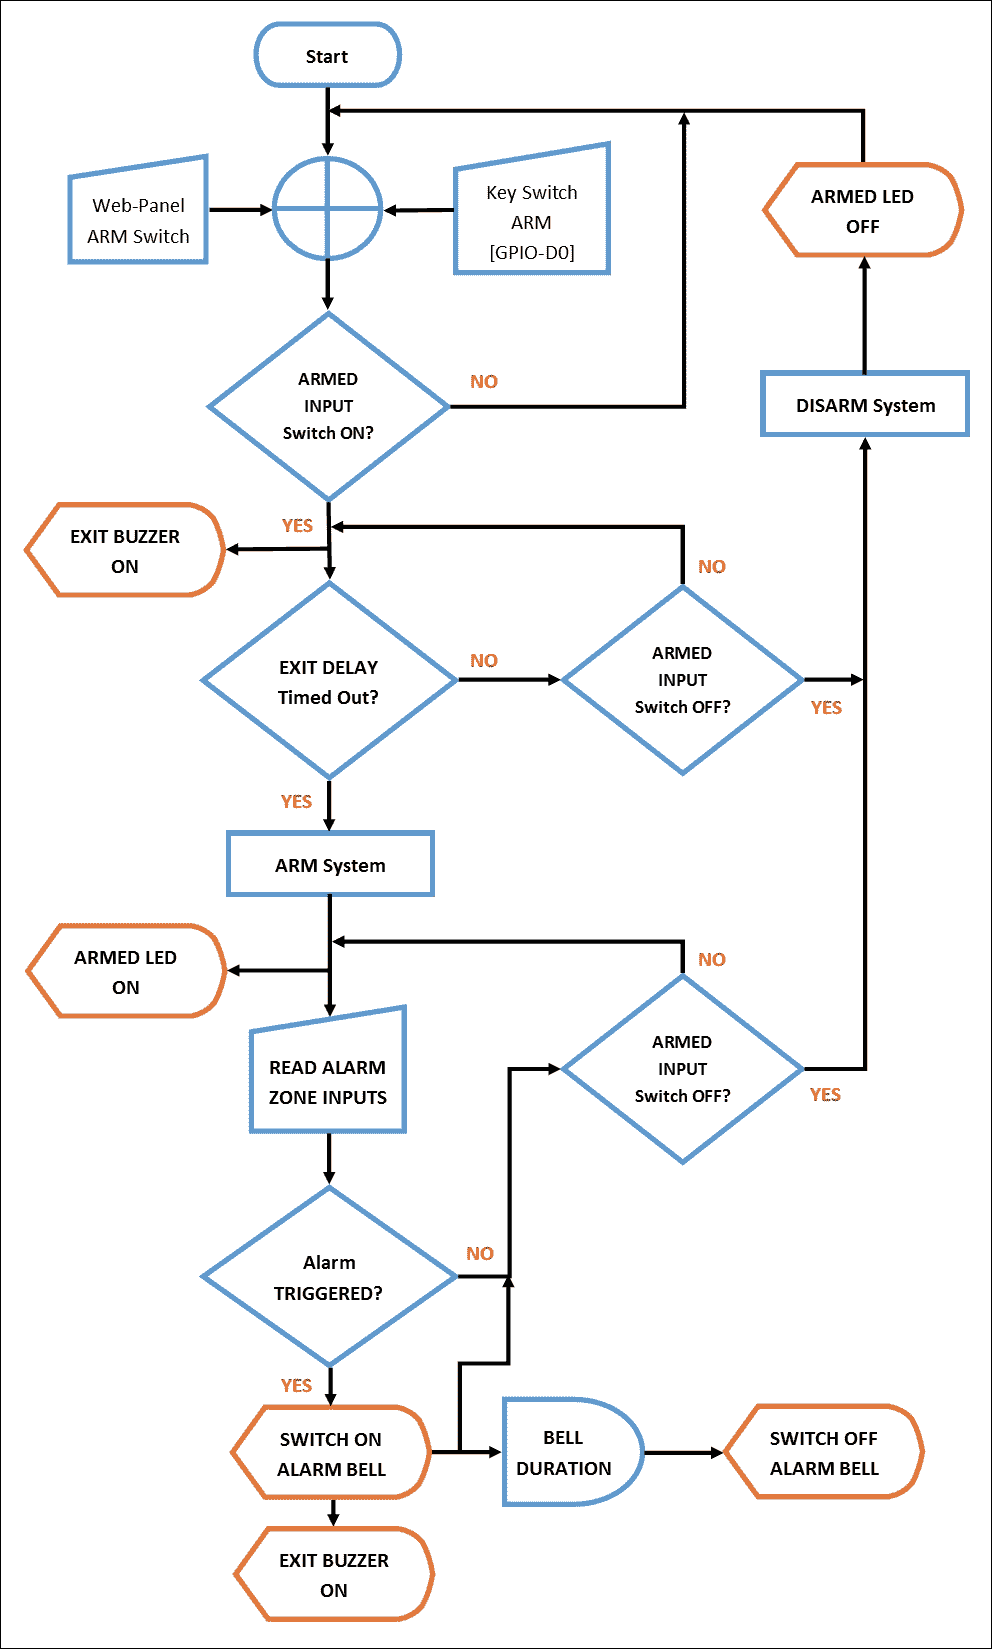 Start
Web-Panel
ARM Switch
Key Switch
ARM
[GPIO-D0]
ARMED LED
OFF
ARMED
INPUT
Switch ON?
NO
DISARM System
YES
EXIT BUZZER
ON
NO
EXIT DELAY
Timed Out?
NO
ARMED
INPUT
Switch OFF?
YES
YES
ARM System
ARMED LED
ON
NO
READ ALARM
ZONE INPUTS
ARMED
INPUT
Switch OFF?
YES
Alarm
TRIGGERED?
NO
YES
SWITCH ON
ALARM BELL
BELL
DURATION
SWITCH OFF
ALARM BELL
EXIT BUZZER
ON